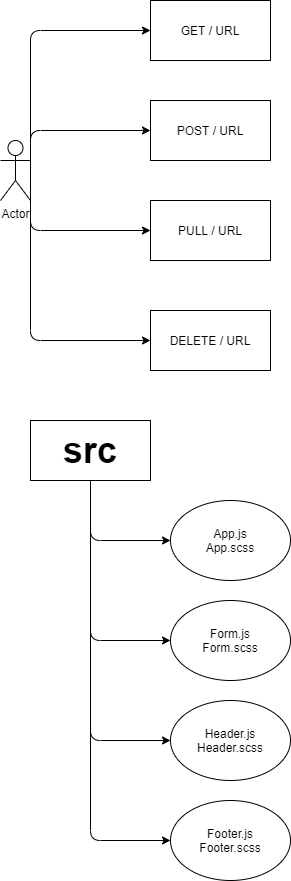 GET / URL
POST / URL
Actor
PULL / URL
DELETE / URL
src
App.js
App.scss
Form.js
Form.scss
Header.js
Header.scss
Footer.js
Footer.scss